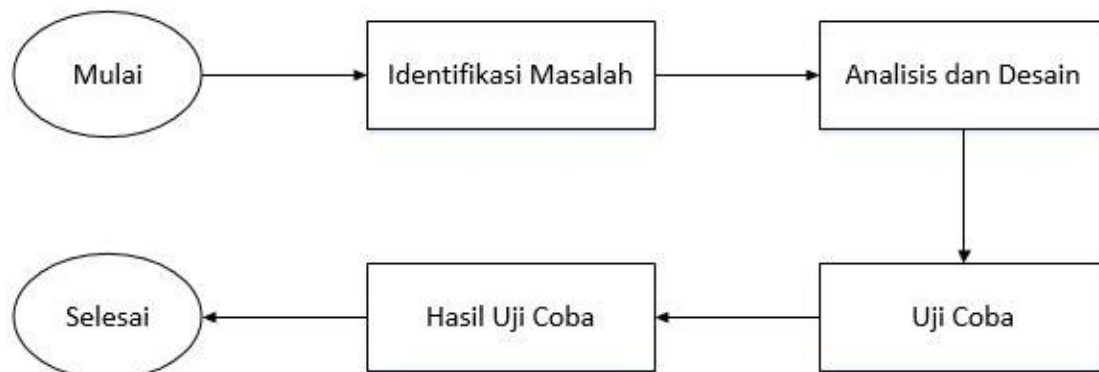 Mulai
Identifikasi Masalah
Analisis dan Desain
Uji Coba
Hasil Uji Coba
Selesai